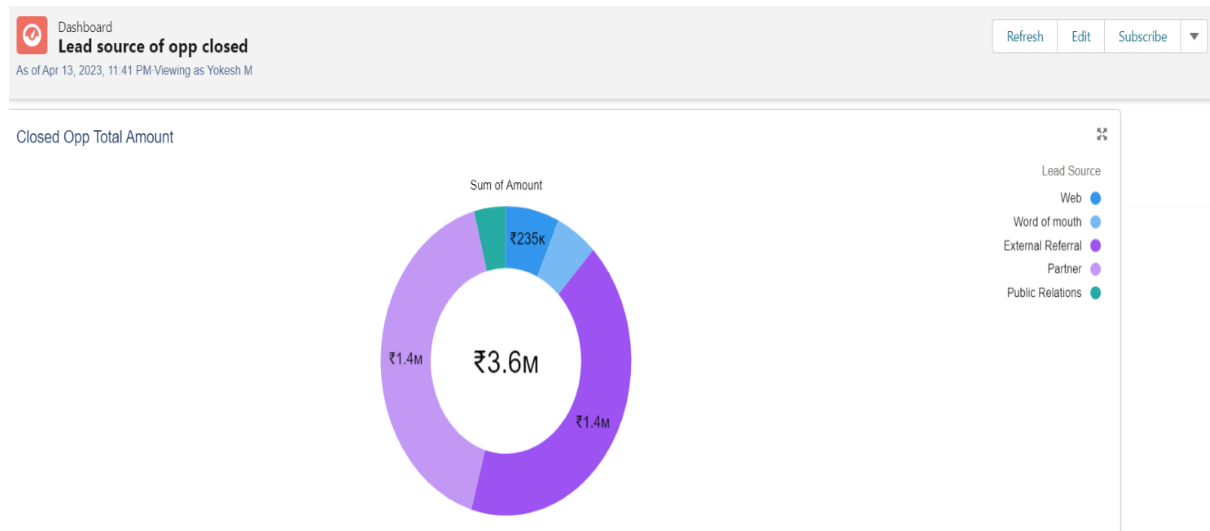 Dashboard
Lead source of opp closed
As of Apr 13, 2023, 11:41 PM·Viewing as Yokesh M
Refresh
Edit
Subscribe
Closed Opp Total Amount
Sum of Amount
₹235K
₹1.4M
₹3.6M
₹1.4M
Lead Source
Web
Word of mouth
External Referral
Partner
Public Relations